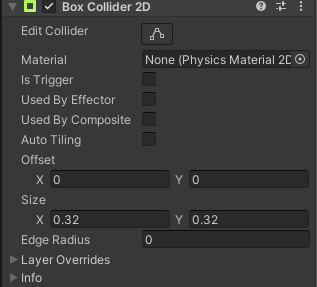 Box Collider 2D
Edit Collider
Material None (Physics Material 2D
Is Trigger
Used By Effector
Used By Composite
Auto Tiling
Offset
X 0 Y 0
Size
X 0.32 Y 0.32
Edge Radius 0
Layer Overrides
Info